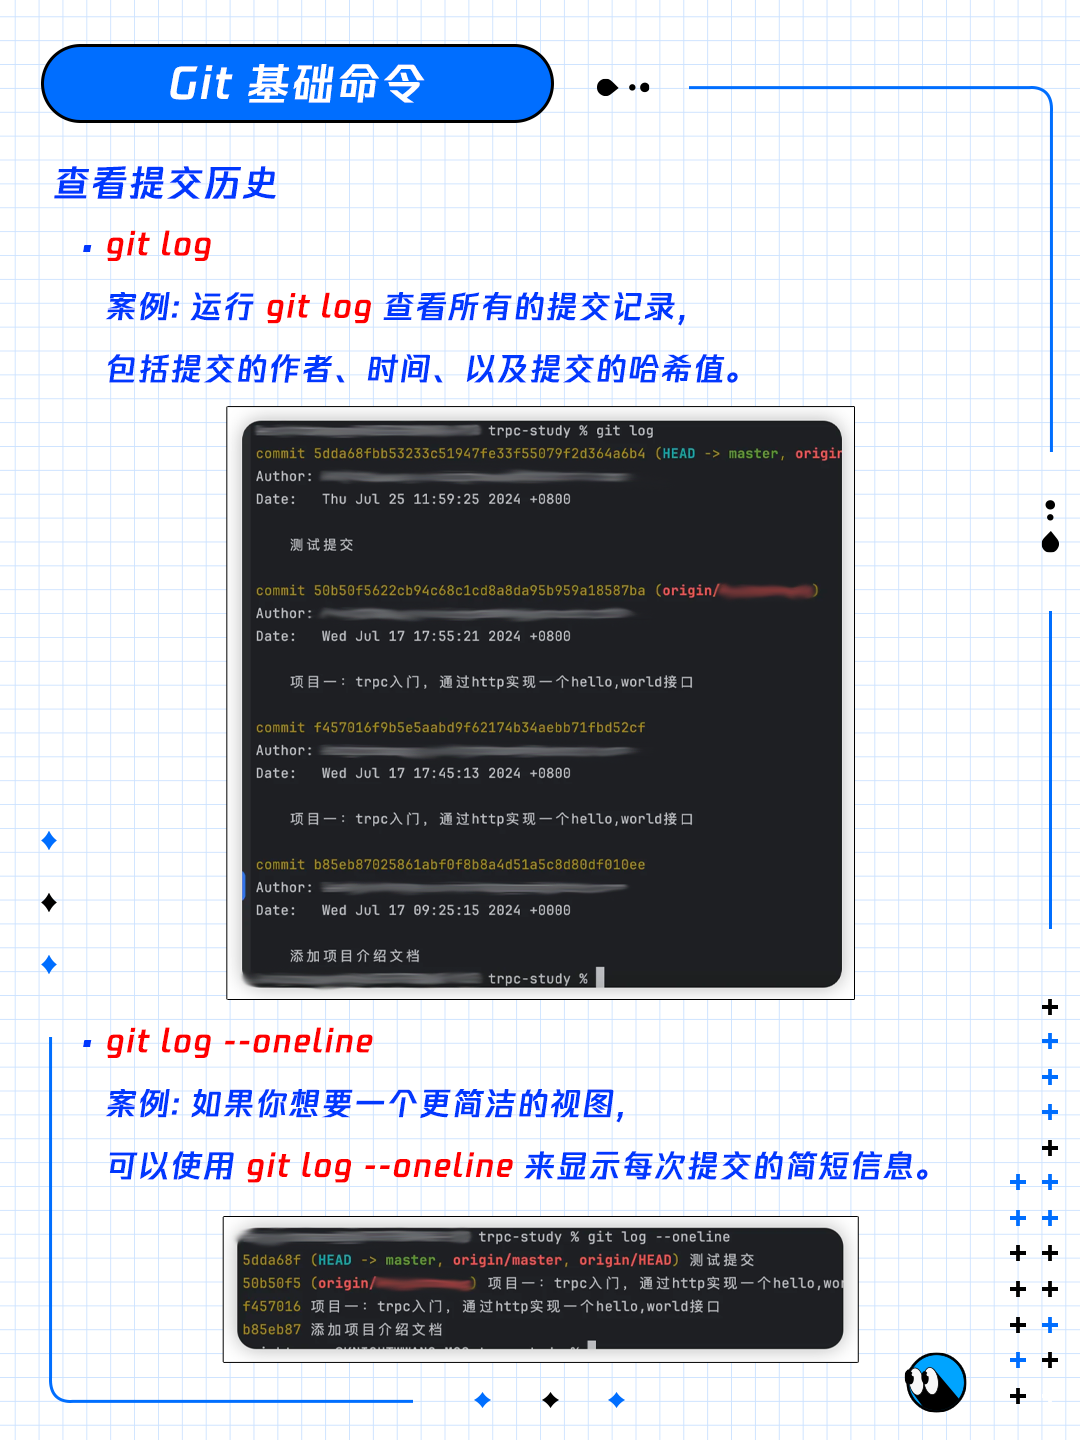 Git 基础命令
查看提交历史
git log
案例: 运行 git log 查看所有的提交记录,
包括提交的作者、时间、以及提交的哈希值。
trpc-study % git log
commit 5dda68fbb53233c51947fe33f55079f2d364a6b4 (HEAD -> master, origin
Author:
Date: Thu Jul 25 11:59:25 2024 +0800
测试提交
commit 50b50f5622cb94c68c1cd8a8da95b959a18587ba (origin/ )
Author:
Date: Wed Jul 17 17:55:21 2024 +0800
项目一：trpc入门，通过http实现一个hello,world接口
commit f457016f9b5e5aabd9f62174b34aebb71fbd52cf
Author:
Date: Wed Jul 17 17:45:13 2024 +0800
项目一：trpc入门，通过http实现一个hello,world接口
commit b85eb87025861abf0f8b8a4d51a5c8d80df010ee
Author:
Date: Wed Jul 17 09:25:15 2024 +0000
添加项目介绍文档
trpc-study %
git log --oneline
案例: 如果你想要一个更简洁的视图,
可以使用 git log --oneline 来显示每次提交的简短信息。
trpc-study % git log --oneline
5dda68f (HEAD -> master, origin/master, origin/HEAD) 测试提交
50b50f5 (origin/ ) 项目一：trpc入门，通过http实现一个hello,wor
f457016 项目一：trpc入门，通过http实现一个hello,world接口
b85eb87 添加项目介绍文档